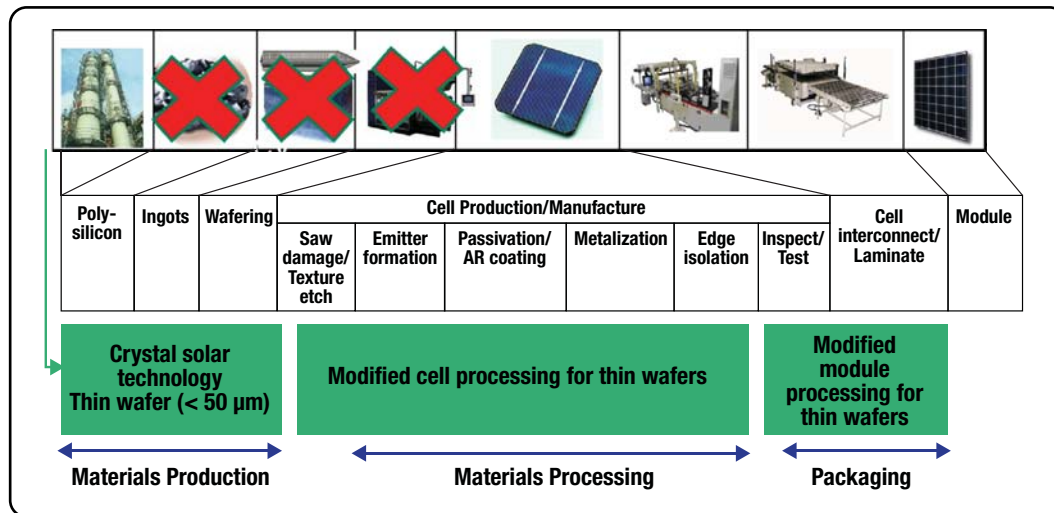 Poly-
silicon
Ingots
Wafering
Cell Production/Manufacture
Saw
damage/
Texture
etch
Emitter
formation
Passivation/
AR coating
Metalization
Edge
isolation
Inspect/
Test
Cell
interconnect/
Laminate
Module
Crystal solar
technology
Thin wafer (< 50 µm)
Modified cell processing for thin wafers
Modified
module
processing for
thin wafers
Materials Production
Materials Processing
Packaging